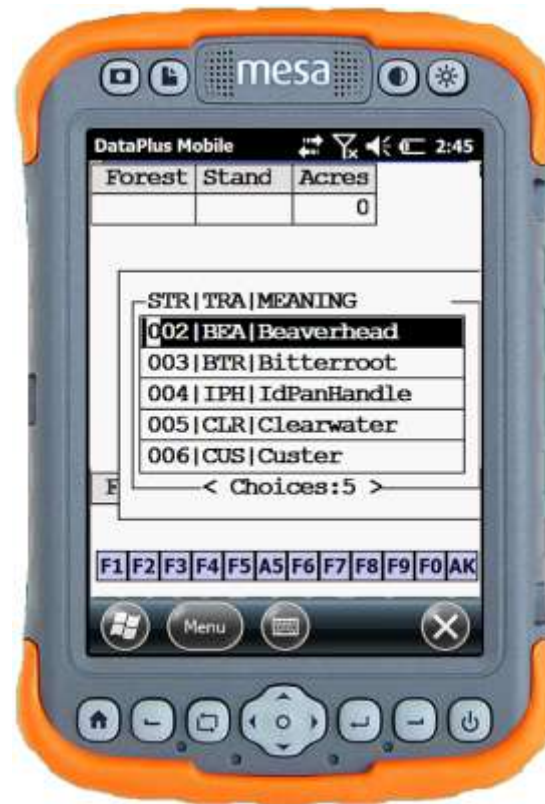 mesa
DataPlus Mobile 2:45
Forest Stand Acres
0
STR|TRA|MEANING
002|BEA|Beaverhead
003|BTR|Bitterroot
004|IPH|IdPanHandle
005|CLR|Clearwater
006|CUS|Custer
F
< Choices:5 >
F1 F2 F3 F4 F5 A5 F6 F7 F8 F9 F0 AK
Menu